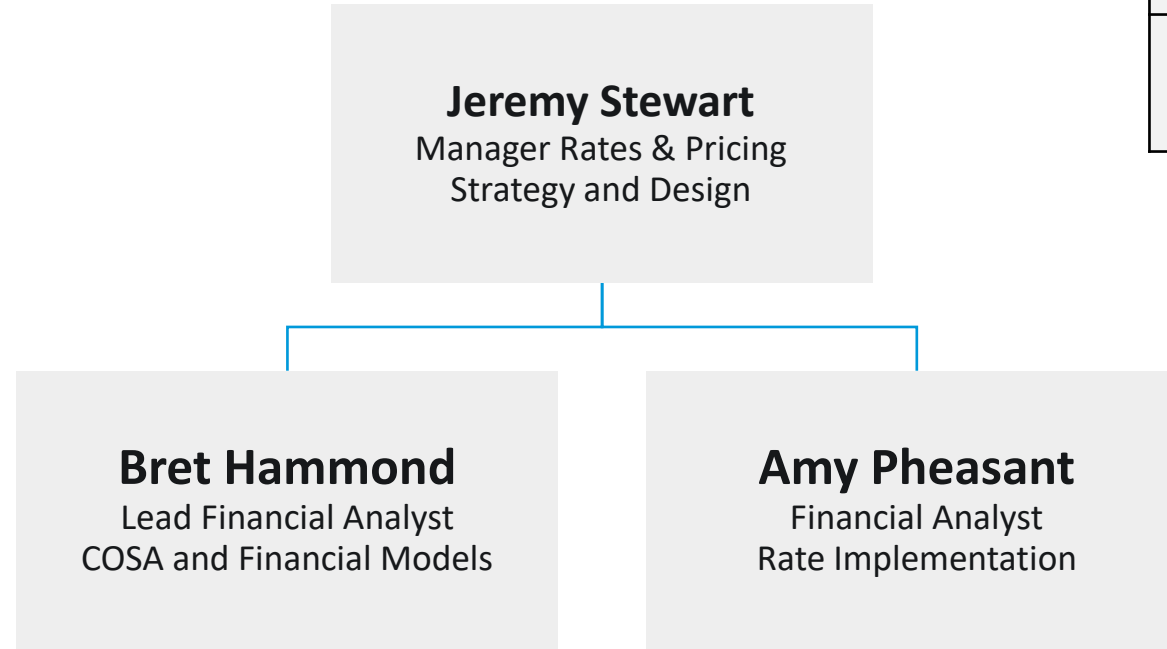 Jeremy Stewart
Manager Rates & Pricing
Strategy and Design
Bret Hammond
Lead Financial Analyst
COSA and Financial Models
Amy Pheasant
Financial Analyst
Rate Implementation